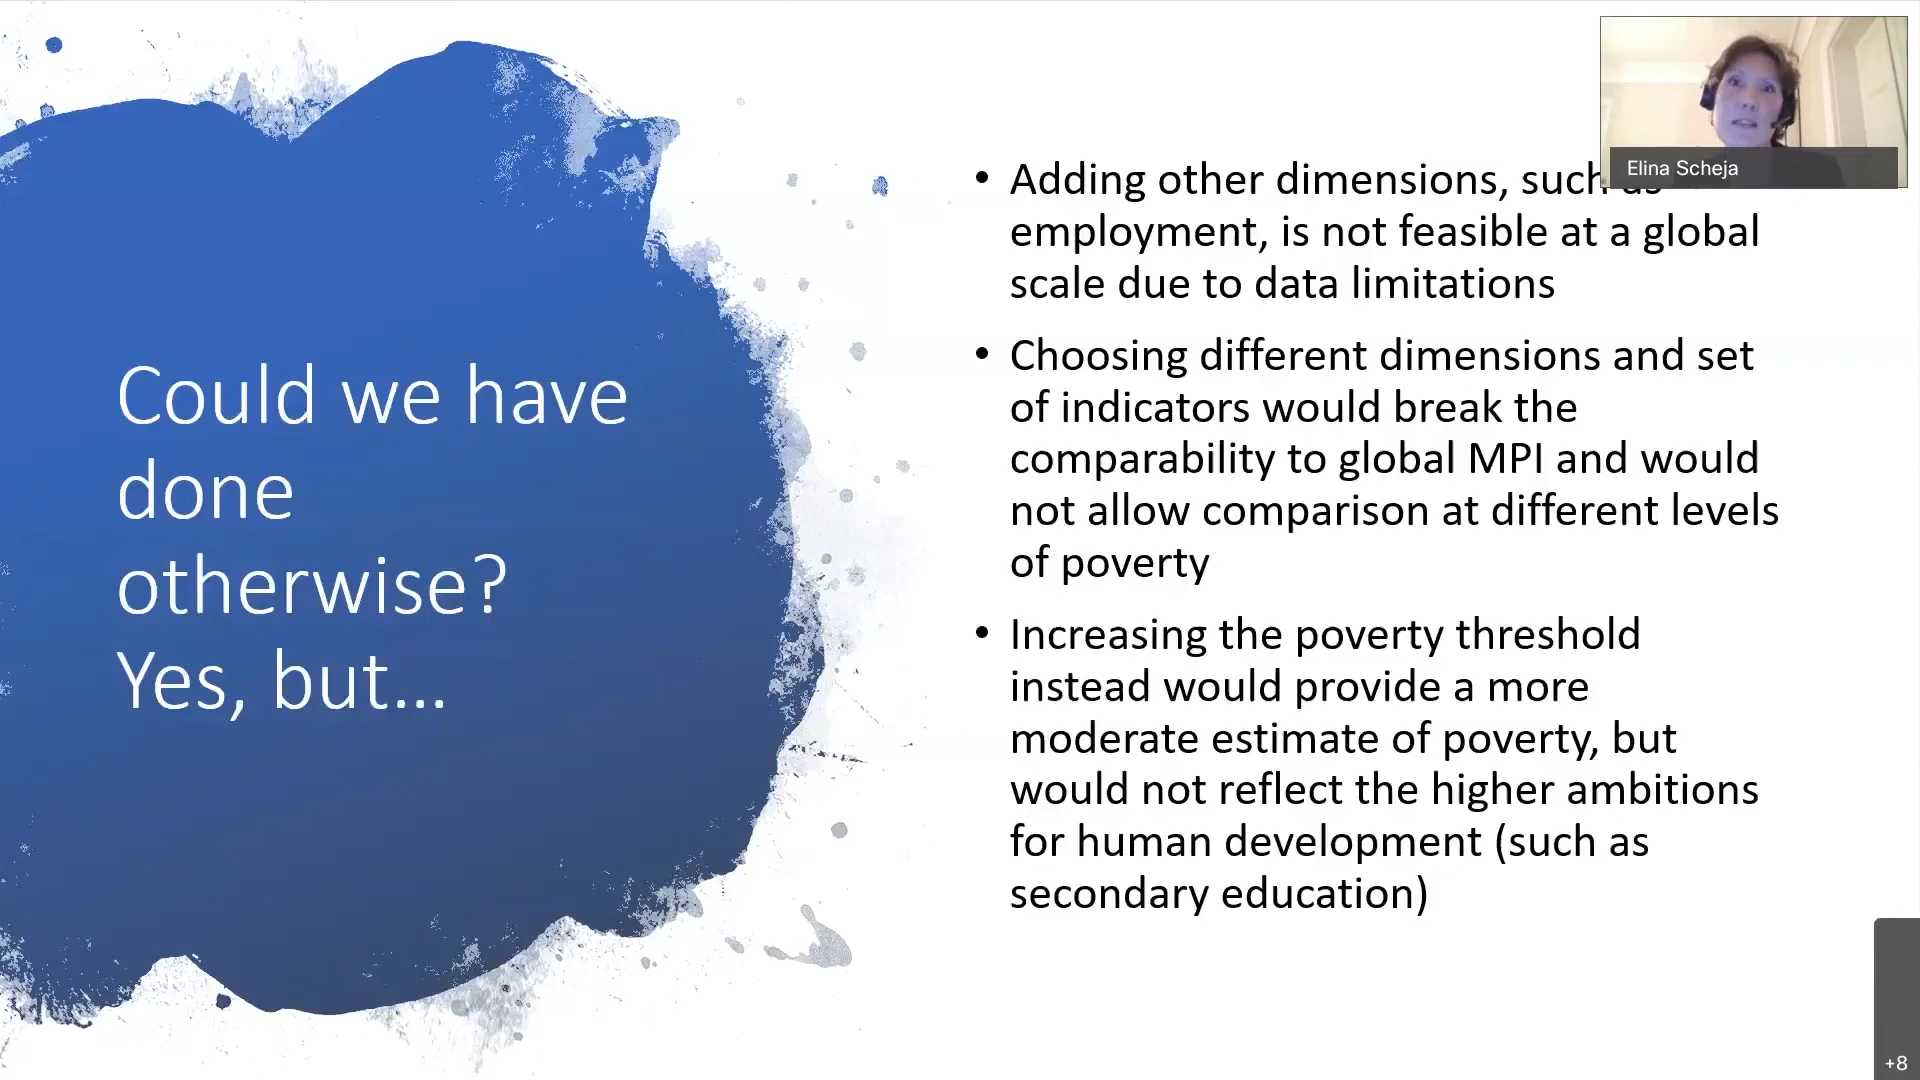 Could we have
done
otherwise?
Yes, but...
Elina Scheja
• Adding other dimensions, such as
employment, is not feasible at a global
scale due to data limitations
• Choosing different dimensions and set
of indicators would break the
comparability to global MPI and would
not allow comparison at different levels
of poverty
• Increasing the poverty threshold
instead would provide a more
moderate estimate of poverty, but
would not reflect the higher ambitions
for human development (such as
secondary education)
+8